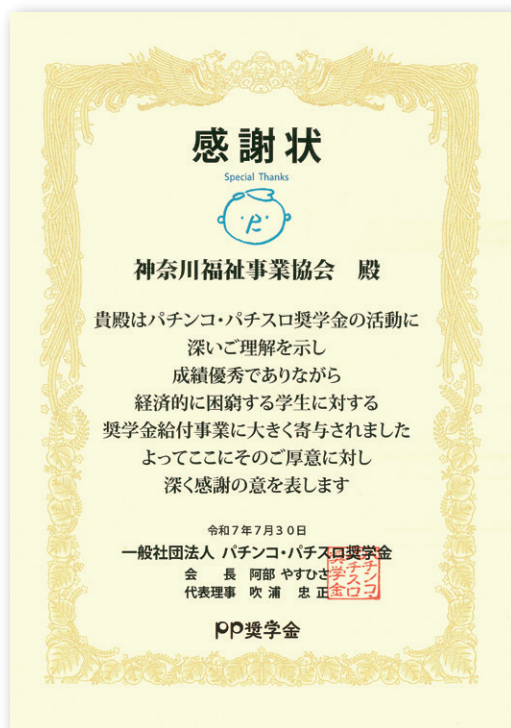 感謝状
Special Thanks
神奈川福祉事業協会 殿
貴殿はパチンコ・パチスロ奨学金の活動に
深いご理解を示し
成績優秀でありながら
経済的に困窮する学生に対する
奨学金給付事業に大きく寄与されました
よってここにそのご厚意に対し
深く感謝の意を表します
令和7年7月30日
一般社団法人 パチンコ・パチスロ奨学金
会 長 阿部 やすひさ
代表理事 吹 浦 忠 正
パチンコ・
パチスロ
奨学金
PP奨学金